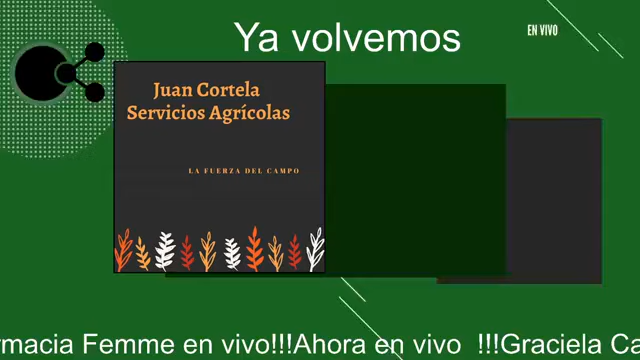 Ya volvemos
EN VIVO
Juan Cortela
Servicios Agrícolas
LA FUERZA DEL CAMPO
rmacia Femme en vivo!!!Ahora en vivo !!!Graciela Ca